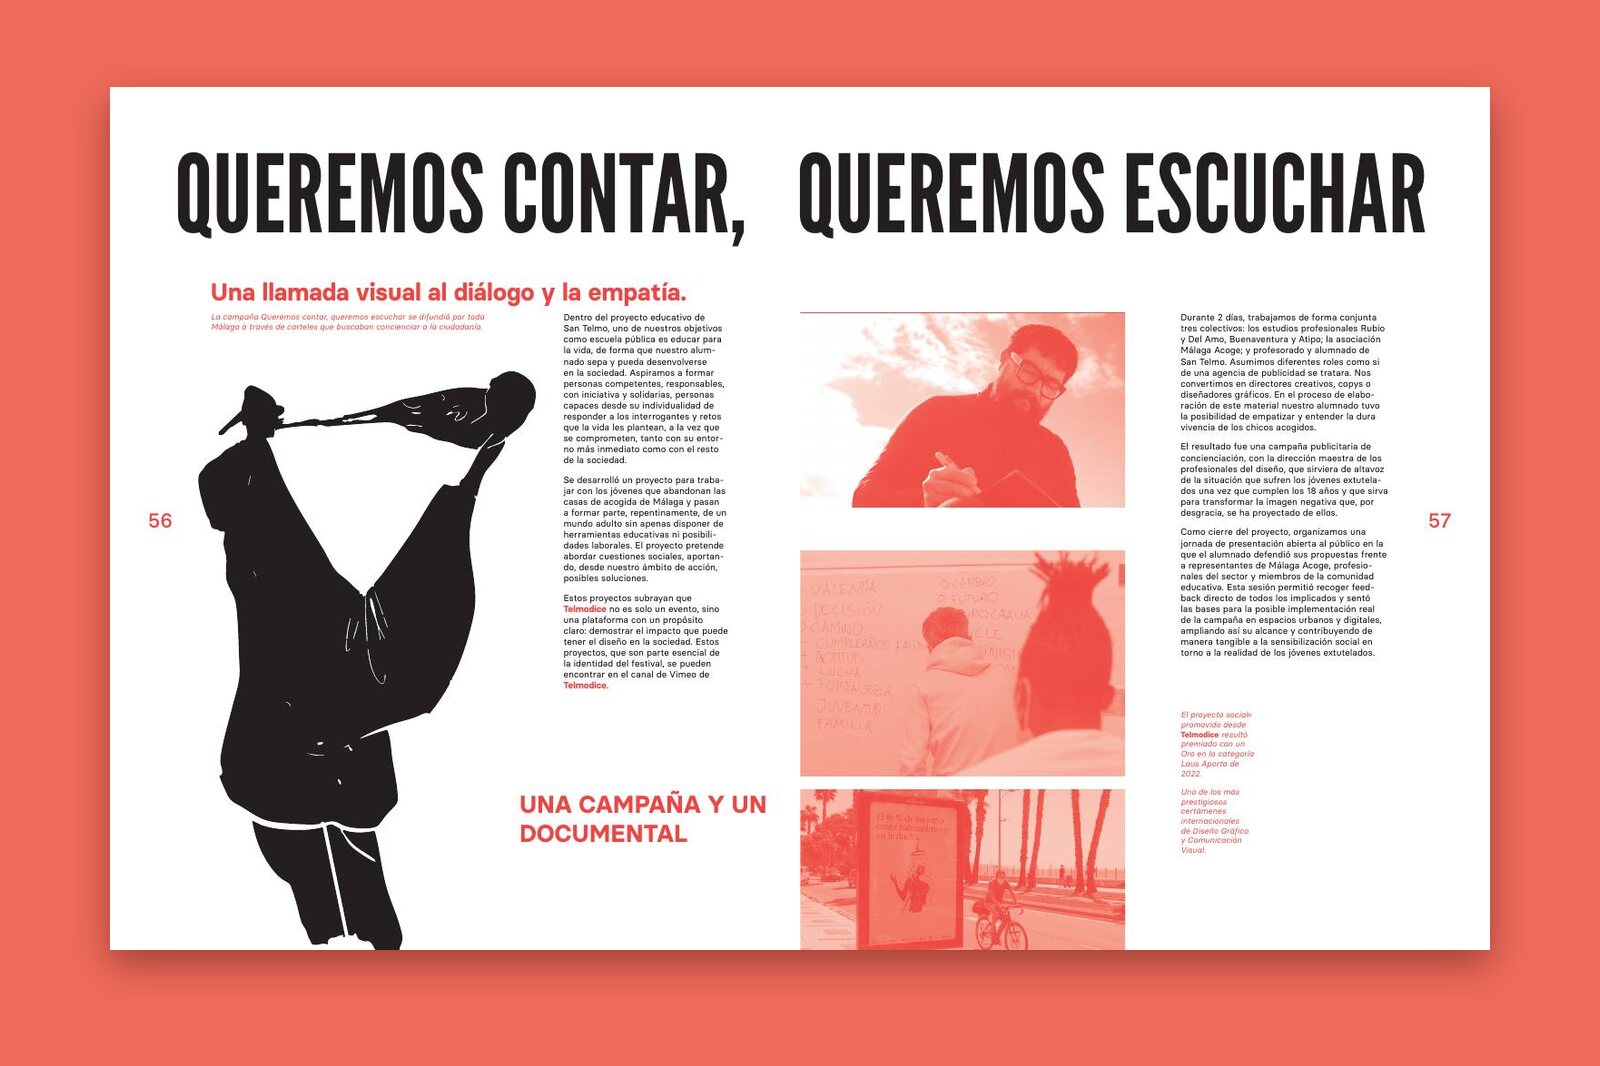 QUEREMOS CONTAR, QUEREMOS ESCUCHAR
Una llamada visual al diálogo y la empatía.
La campaña Queremos contar, queremos escuchar se difundió por toda
Málaga a través de carteles que buscaban concienciar a la ciudadanía.
Dentro del proyecto educativo de
San Telmo, uno de nuestros objetivos
como escuela pública es educar para
la vida, de forma que nuestro alum-
nado sepa y pueda desenvolverse
en la sociedad. Aspiramos a formar
personas competentes, responsables,
con iniciativa y solidarias, personas
capaces desde su individualidad de
responder a los interrogantes y retos
que la vida les plantean, a la vez que
se comprometen, tanto con su entor-
no más inmediato como con el resto
de la sociedad.
Se desarrolló un proyecto para traba-
jar con los jóvenes que abandonan las
casas de acogida de Málaga y pasan
a formar parte, repentinamente, de un
mundo adulto sin apenas disponer de
herramientas educativas ni posibili-
dades laborales. El proyecto pretende
abordar cuestiones sociales, aportan-
do, desde nuestro ámbito de acción,
posibles soluciones.
Estos proyectos subrayan que
Telmodice no es solo un evento, sino
una plataforma con un propósito
claro: demostrar el impacto que puede
tener el diseño en la sociedad. Estos
proyectos, que son parte esencial de
la identidad del festival, se pueden
encontrar en el canal de Vimeo de
Telmodice.
56
UNA CAMPAÑA Y UN
DOCUMENTAL
VALENTÍA
DECISIÓN
CAMINO
CUMPLEAÑOS
ACTITUD
LUCHA
FORTALEZA
JUVENTUD
FAMILIA
O CAMBIO
O FUTURO
El 81% de los
en la ducha.
Durante 2 días, trabajamos de forma conjunta
tres colectivos: los estudios profesionales Rubio
y Del Amo, Buenaventura y Atipo; la asociación
Málaga Acoge; y profesorado y alumnado de
San Telmo. Asumimos diferentes roles como si
de una agencia de publicidad se tratara. Nos
convertimos en directores creativos, copys o
diseñadores gráficos. En el proceso de elabo-
ración de este material nuestro alumnado tuvo
la posibilidad de empatizar y entender la dura
vivencia de los chicos acogidos.
El resultado fue una campaña publicitaria de
concienciación, con la dirección maestra de los
profesionales del diseño, que sirviera de altavoz
de la situación que sufren los jóvenes extutela-
dos una vez que cumplen los 18 años y que sirva
para transformar la imagen negativa que, por
desgracia, se ha proyectado de ellos.
Como cierre del proyecto, organizamos una
jornada de presentación abierta al público en la
que el alumnado defendió sus propuestas frente
a representantes de Málaga Acoge, profesio-
nales del sector y miembros de la comunidad
educativa. Esta sesión permitió recoger feed-
back directo de todos los implicados y sentó
las bases para la posible implementación real
de la campaña en espacios urbanos y digitales,
ampliando así su alcance y contribuyendo de
manera tangible a la sensibilización social en
torno a la realidad de los jóvenes extutelados.
57
El proyecto social
promovido desde
Telmodice resultó
premiado con un
Oro en la categoría
Laus Aporta de
2022.
Uno de los más
prestigiosos
certámenes
internacionales
de Diseño Gráfico
y Comunicación
Visual.